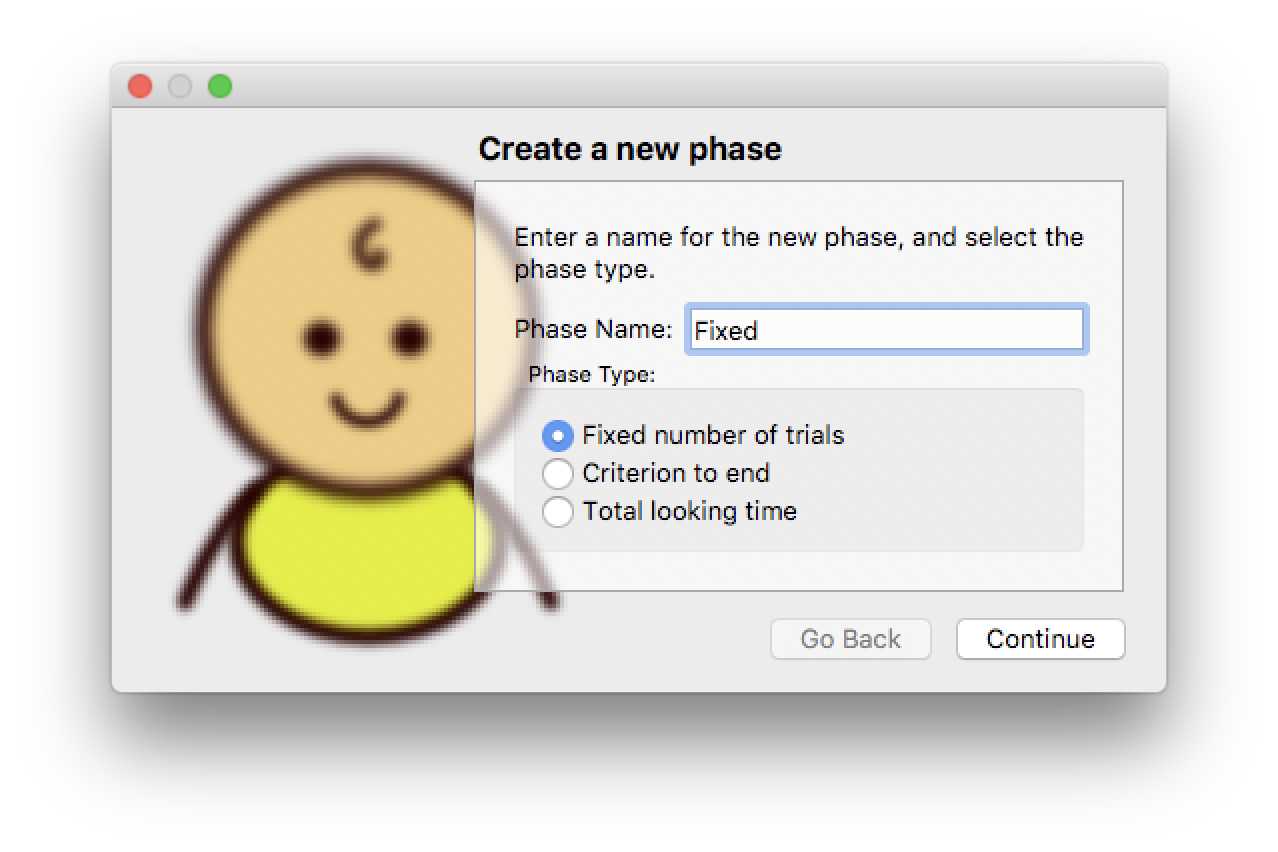 Create a new phase
Enter a name for the new phase, and select the
phase type.
Phase Name: Fixed
Phase Type:
Fixed number of trials
Criterion to end
Total looking time
Go Back Continue